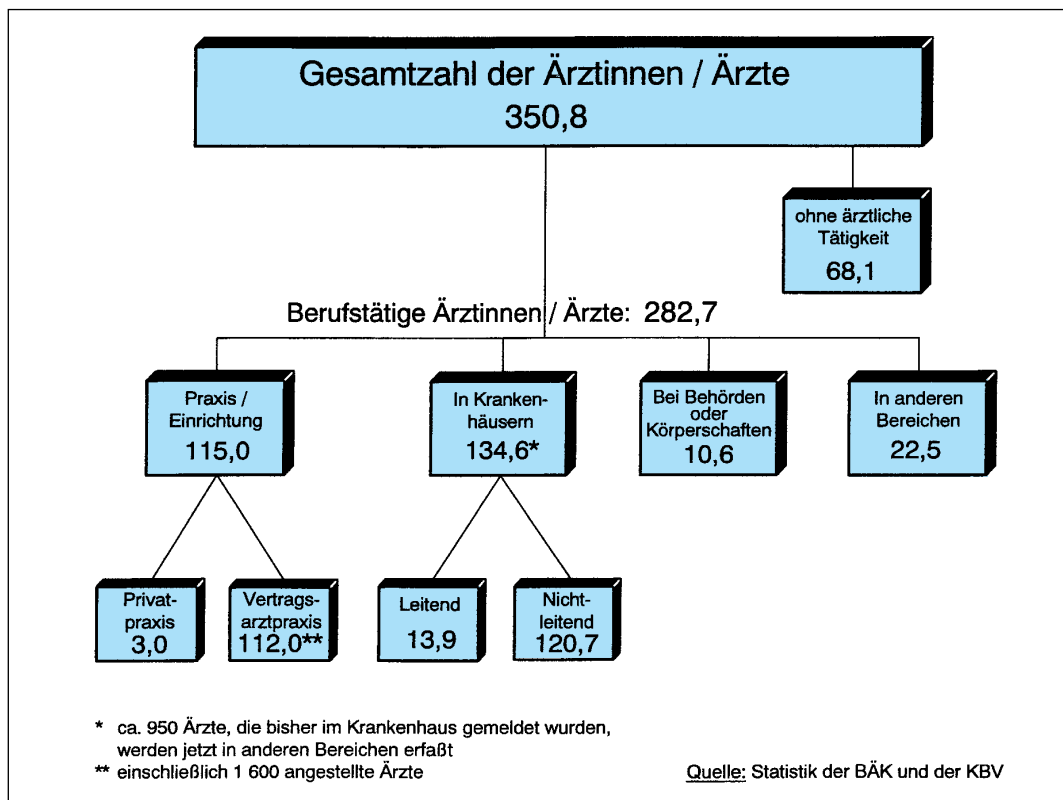 Gesamtzahl der Ärztinnen / Ärzte
350,8
ohne ärztliche
Tätigkeit
68,1
Berufstätige Ärztinnen / Ärzte: 282,7
Praxis /
Einrichtung
115,0
In Kranken-
häusern
134,6*
Bei Behörden
oder
Körperschaften
10,6
In anderen
Bereichen
22,5
Privat-
praxis
3,0
Vertrags-
arztpraxis
112,0**
Leitend
13,9
Nicht-
leitend
120,7
* ca. 950 Ärzte, die bisher im Krankenhaus gemeldet wurden,
werden jetzt in anderen Bereichen erfaßt
** einschließlich 1 600 angestellte Ärzte
Quelle: Statistik der BÄK und der KBV